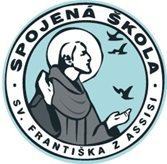 SPOJENÁ ŠKOLA
SV. FRANTIŠKA Z ASSISI